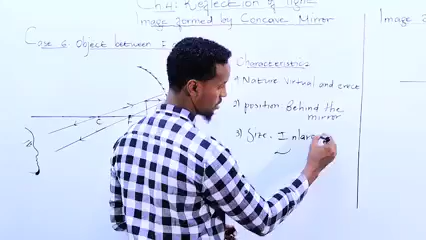 Ch4: Reflection of light
Image formed by Concave Mirror
Case 6 Object between F
Characteristics
1) Nature virtual and erect
2) position Behind the
mirror
3) Size. Inlar
C
Image